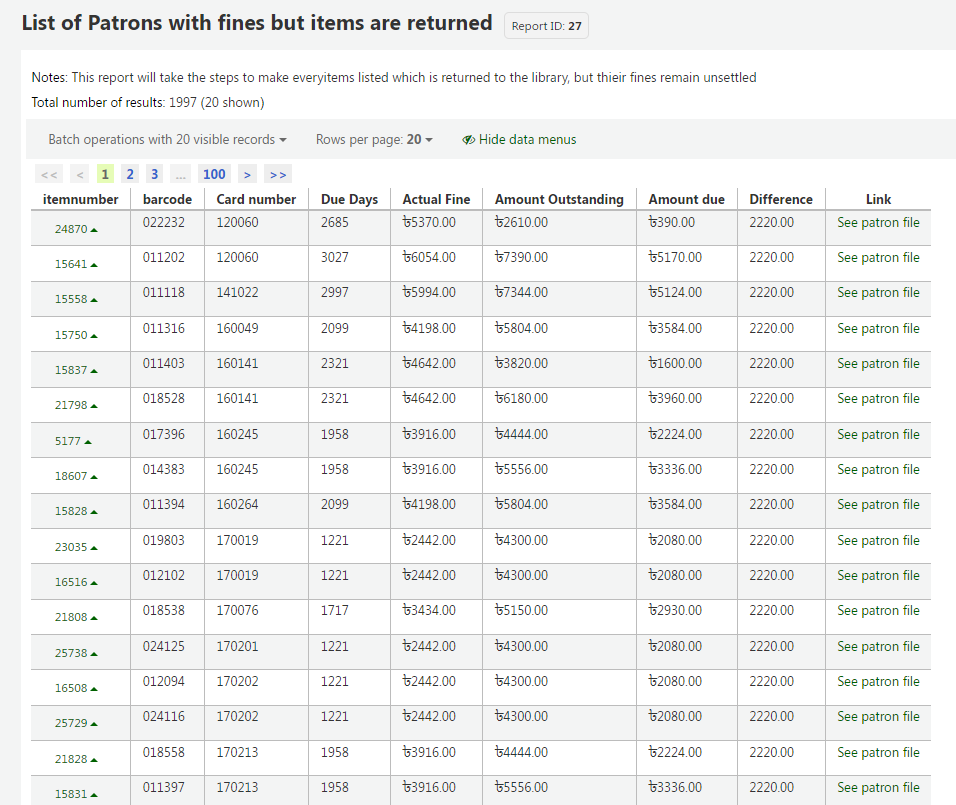 List of Patrons with fines but items are returned Report ID: 27
Notes: This report will take the steps to make everyitems listed which is returned to the library, but thieir fines remain unsettled
Total number of results: 1997 (20 shown)
Batch operations with 20 visible records Rows per page: 20 Hide data menus
<< < 1 2 3 ... 100 > >>
itemnumber barcode Card number Due Days Actual Fine Amount Outstanding Amount due Difference Link
24870 022232 120060 2685 ৳5370.00 ৳2610.00 ৳390.00 2220.00 See patron file
15641 011202 120060 3027 ৳6054.00 ৳7390.00 ৳5170.00 2220.00 See patron file
15558 011118 141022 2997 ৳5994.00 ৳7344.00 ৳5124.00 2220.00 See patron file
15750 011316 160049 2099 ৳4198.00 ৳5804.00 ৳3584.00 2220.00 See patron file
15837 011403 160141 2321 ৳4642.00 ৳3820.00 ৳1600.00 2220.00 See patron file
21798 018528 160141 2321 ৳4642.00 ৳6180.00 ৳3960.00 2220.00 See patron file
5177 017396 160245 1958 ৳3916.00 ৳4444.00 ৳2224.00 2220.00 See patron file
18607 014383 160245 1958 ৳3916.00 ৳5556.00 ৳3336.00 2220.00 See patron file
15828 011394 160264 2099 ৳4198.00 ৳5804.00 ৳3584.00 2220.00 See patron file
23035 019803 170019 1221 ৳2442.00 ৳4300.00 ৳2080.00 2220.00 See patron file
16516 012102 170019 1221 ৳2442.00 ৳4300.00 ৳2080.00 2220.00 See patron file
21808 018538 170076 1717 ৳3434.00 ৳5150.00 ৳2930.00 2220.00 See patron file
25738 024125 170201 1221 ৳2442.00 ৳4300.00 ৳2080.00 2220.00 See patron file
16508 012094 170202 1221 ৳2442.00 ৳4300.00 ৳2080.00 2220.00 See patron file
25729 024116 170202 1221 ৳2442.00 ৳4300.00 ৳2080.00 2220.00 See patron file
21828 018558 170213 1958 ৳3916.00 ৳4444.00 ৳2224.00 2220.00 See patron file
15831 011397 170213 1958 ৳3916.00 ৳5556.00 ৳3336.00 2220.00 See patron file